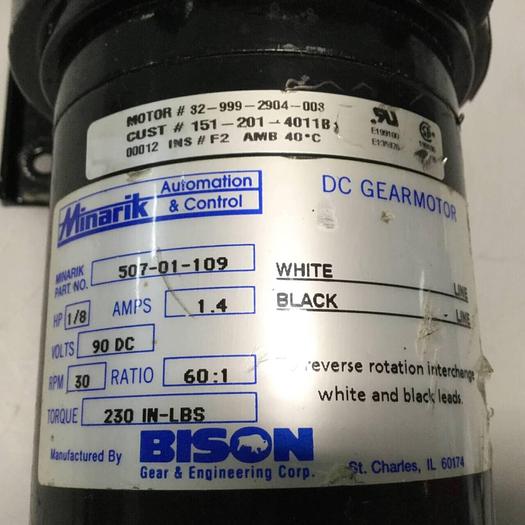 MOTOR # 32-999-2904-008
CUST # 151-201-4011B
00012 INS # F2 AMB 40°C
E199100
Minarik Automation & Control
DC GEARMOTOR
MINARIK PART NO. 507-01-109
HP 1/8 AMPS 1.4
VOLTS 90 DC
RPM 30 RATIO 60:1
TORQUE 230 IN-LBS
WHITE LINE
BLACK LINE
reverse rotation interchange
white and black leads.
Manufactured By BISON
Gear & Engineering Corp.
St. Charles, IL 60174